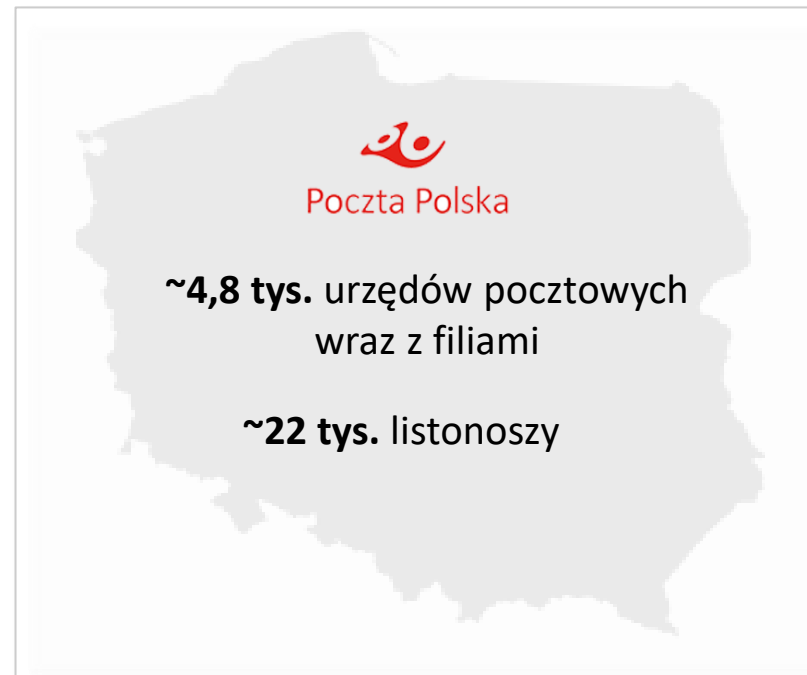 Poczta Polska
~4,8 tys. urzędów pocztowych
wraz z filiami
~22 tys. listonoszy